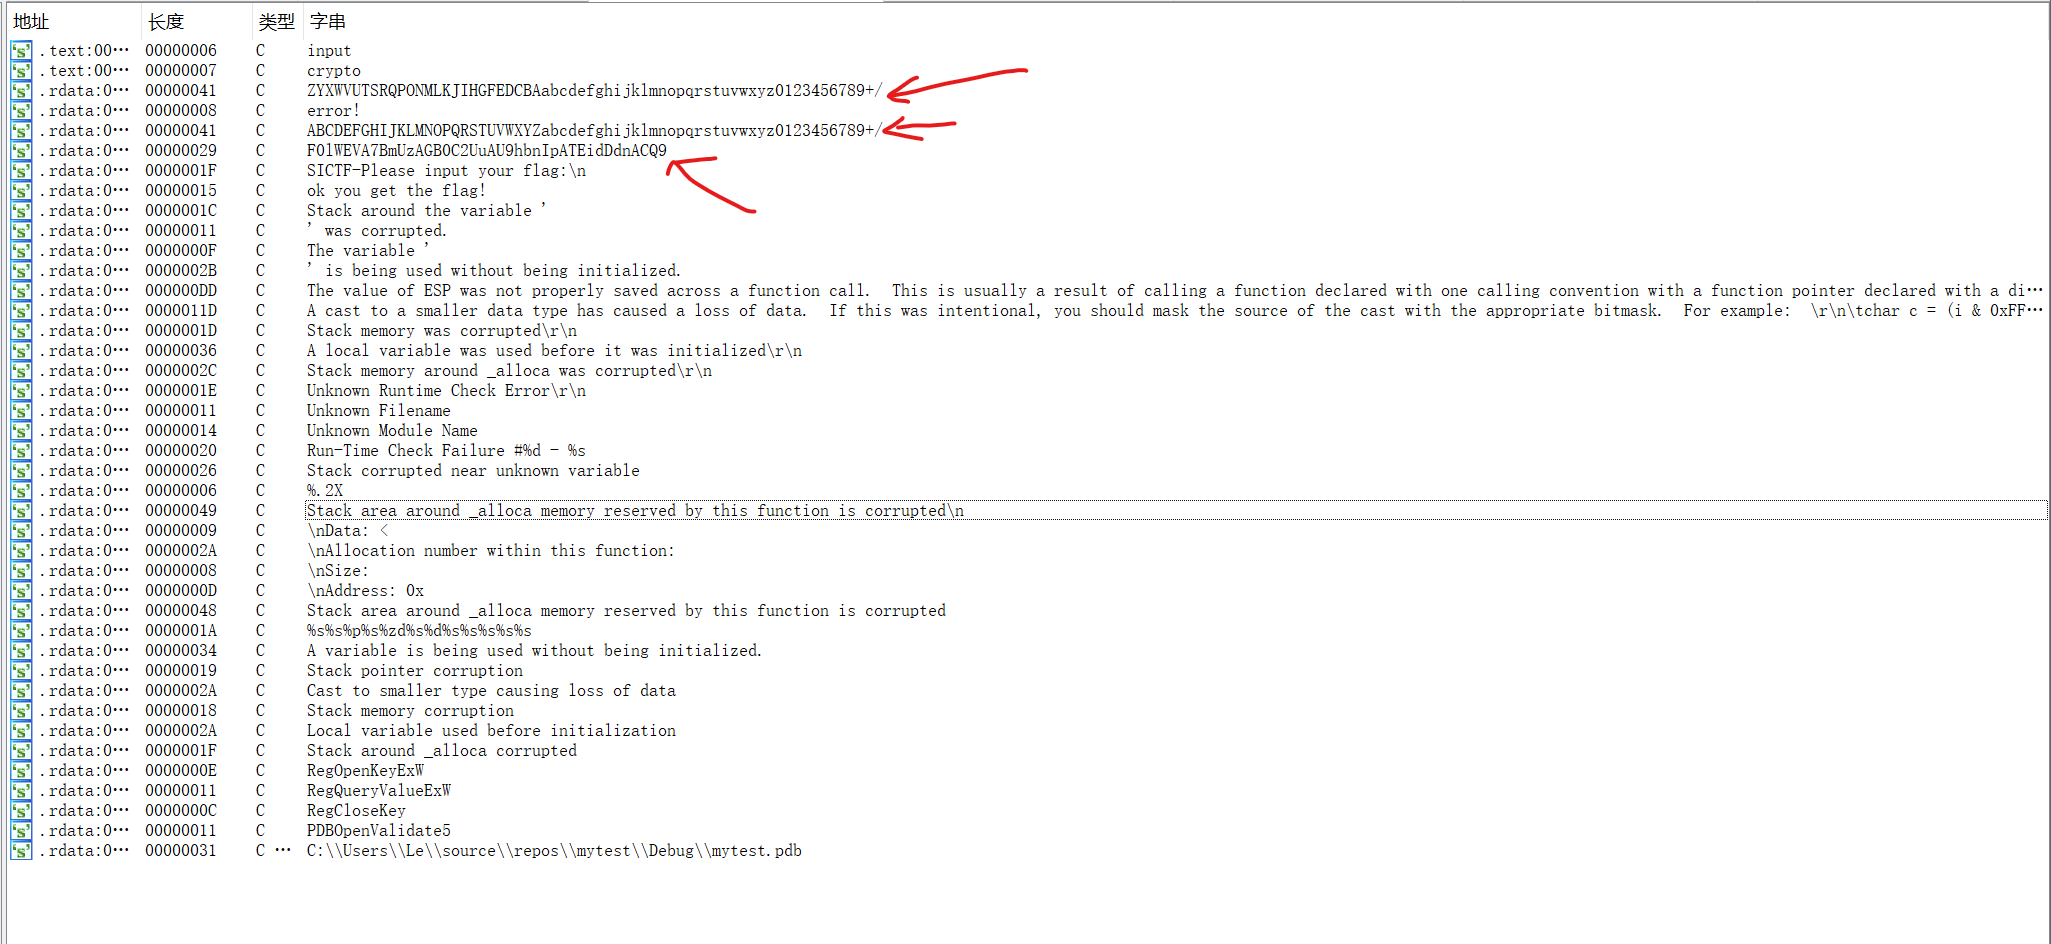 地址 长度 类型 字串
.text:00… 00000006 C input
.text:00… 00000007 C crypto
.rdata:0… 00000041 C ZYXWVUTSRQPONMLKJIHGFEDCBAabcdefghijklmnopqrstuvwxyz0123456789+/
.rdata:0… 00000008 C error!
.rdata:0… 00000041 C ABCDEFGHIJKLMNOPQRSTUVWXYZabcdefghijklmnopqrstuvwxyz0123456789+/
.rdata:0… 00000029 C F0lWEVA7BmUzAGB0C2UuAU9hbnIpATEidDdnACQ9
.rdata:0… 0000001F C SICTF-Please input your flag:\n
.rdata:0… 00000015 C ok you get the flag!
.rdata:0… 0000001C C Stack around the variable '
.rdata:0… 00000011 C ' was corrupted.
.rdata:0… 0000000F C The variable '
.rdata:0… 0000002B C ' is being used without being initialized.
.rdata:0… 000000DD C The value of ESP was not properly saved across a function call.  This is usually a result of calling a function declared with one calling convention with a function pointer declared with a di…
.rdata:0… 0000011D C A cast to a smaller data type has caused a loss of data.  If this was intentional, you should mask the source of the cast with the appropriate bitmask.  For example:  \r\n\tchar c = (i & 0xFF…
.rdata:0… 0000001D C Stack memory was corrupted\r\n
.rdata:0… 00000036 C A local variable was used before it was initialized\r\n
.rdata:0… 0000002C C Stack memory around _alloca was corrupted\r\n
.rdata:0… 0000001E C Unknown Runtime Check Error\r\n
.rdata:0… 00000011 C Unknown Filename
.rdata:0… 00000014 C Unknown Module Name
.rdata:0… 00000020 C Run-Time Check Failure #%d - %s
.rdata:0… 00000026 C Stack corrupted near unknown variable
.rdata:0… 00000006 C %.2X
.rdata:0… 00000049 C Stack area around _alloca memory reserved by this function is corrupted\n
.rdata:0… 00000009 C \nData: <
.rdata:0… 0000002A C \nAllocation number within this function:
.rdata:0… 00000008 C \nSize:
.rdata:0… 0000000D C \nAddress: 0x
.rdata:0… 00000048 C Stack area around _alloca memory reserved by this function is corrupted
.rdata:0… 0000001A C %s%s%p%s%zd%s%d%s%s%s%s%s
.rdata:0… 00000034 C A variable is being used without being initialized.
.rdata:0… 00000019 C Stack pointer corruption
.rdata:0… 0000002A C Cast to smaller type causing loss of data
.rdata:0… 00000018 C Stack memory corruption
.rdata:0… 0000002A C Local variable used before initialization
.rdata:0… 0000001F C Stack around _alloca corrupted
.rdata:0… 0000000E C RegOpenKeyExW
.rdata:0… 00000011 C RegQueryValueExW
.rdata:0… 0000000C C RegCloseKey
.rdata:0… 00000011 C PDBOpenValidate5
.rdata:0… 00000031 C … C:\\Users\\Le\\source\\repos\\mytest\\Debug\\mytest.pdb